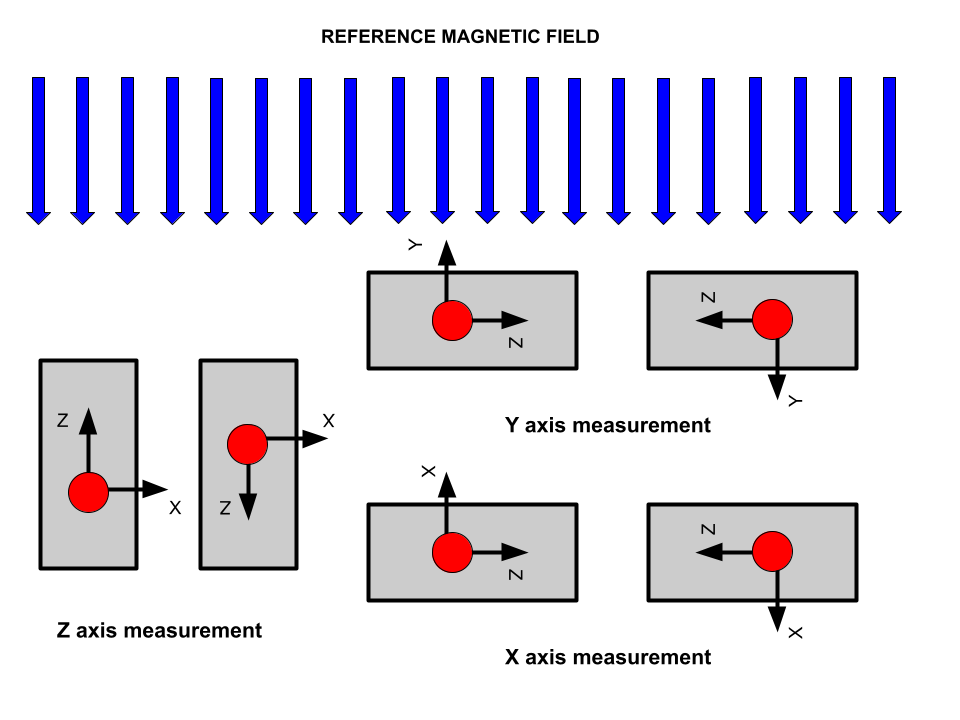 REFERENCE MAGNETIC FIELD
Y
Z
Z
Y
Y axis measurement
Z
X
X
Z
Z axis measurement
X
Z
Z
X
X axis measurement